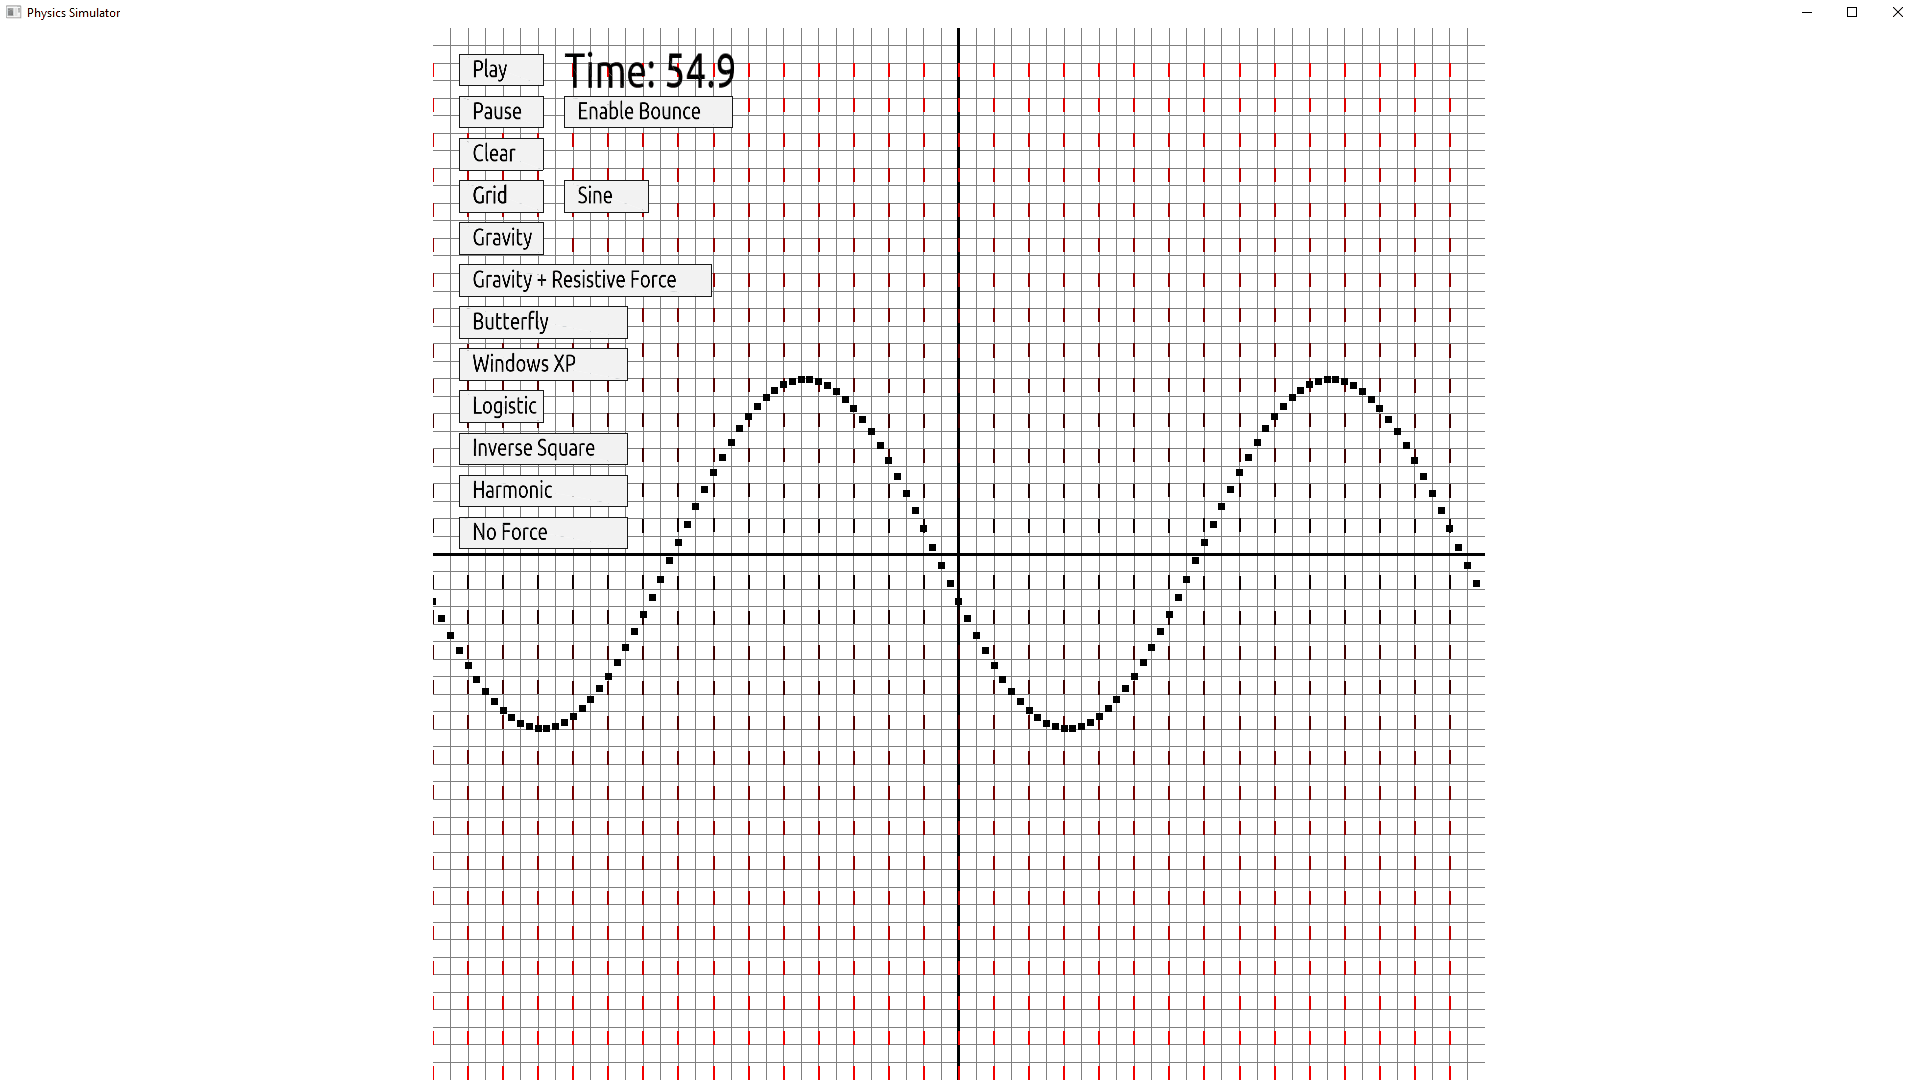 Physics Simulator
Play
Time: 54.9
Pause
Enable Bounce
Clear
Grid
Sine
Gravity
Gravity + Resistive Force
Butterfly
Windows XP
Logistic
Inverse Square
Harmonic
No Force